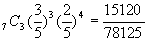 ₇C₃(3/5)³(2/5)⁴ = 15120/78125